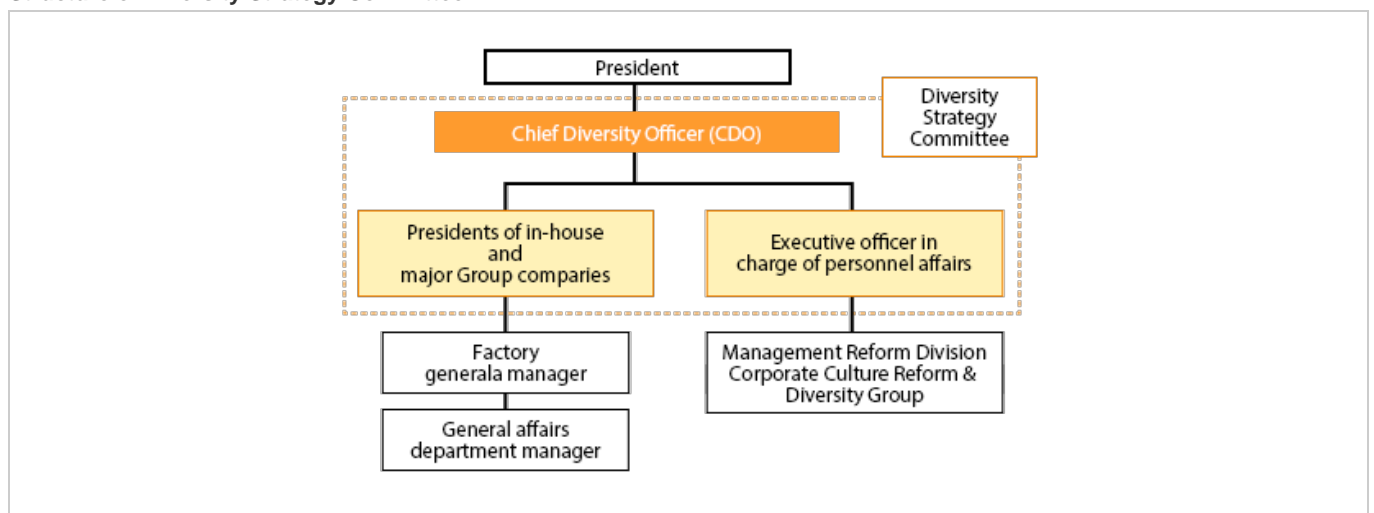 President
Diversity
Strategy
Committee
Chief Diversity Officer (CDO)
Presidents of in-house
and
major Group comparies
Executive officer in
charge of personnel affairs
Factory
generala manager
Management Reform Division
Corporate Culture Reform &
Diversity Group
General affairs
department manager